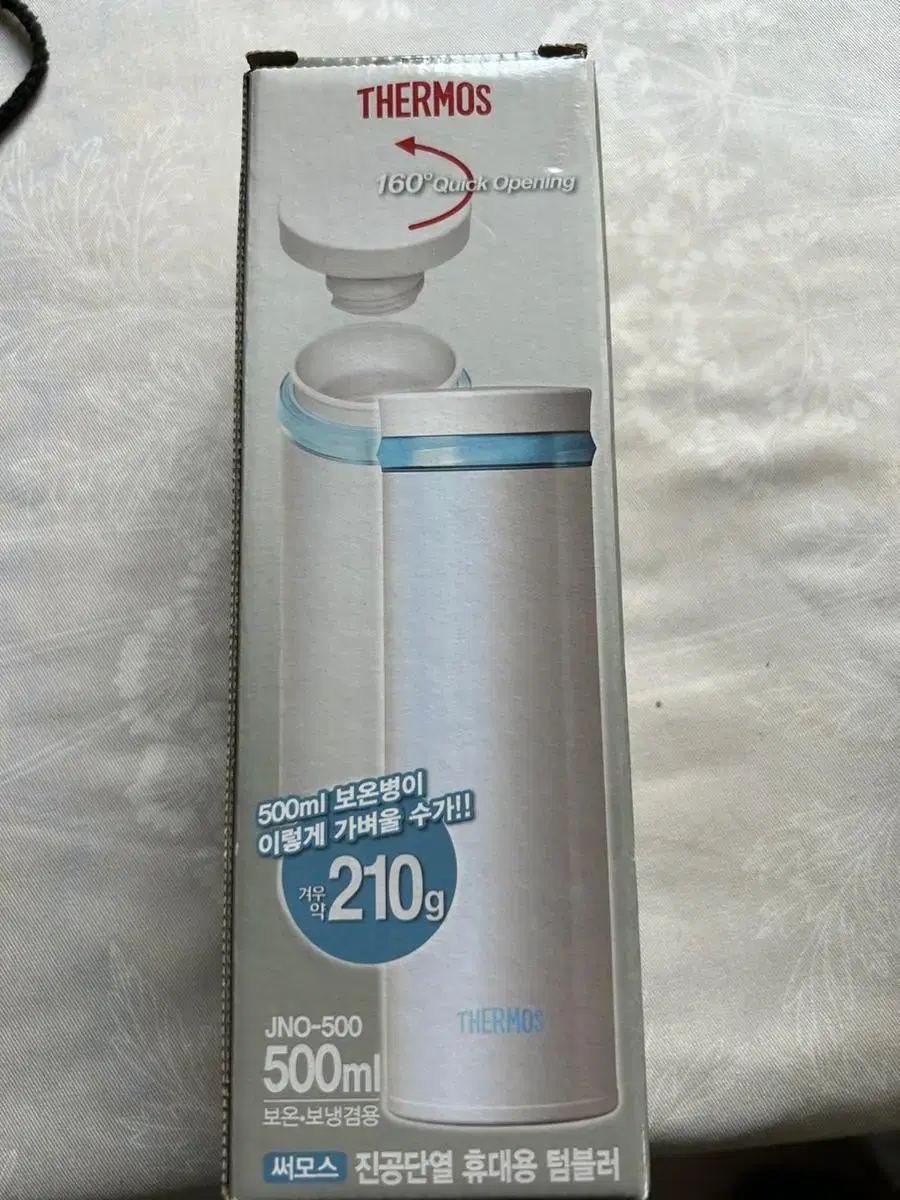 THERMOS
160° Quick Opening
500ml 보온병이
이렇게 가벼울 수가!!
겨우
약 210g
THERMOS
JNO-500
500ml
보온·보냉겸용
써모스 진공단열 휴대용 텀블러